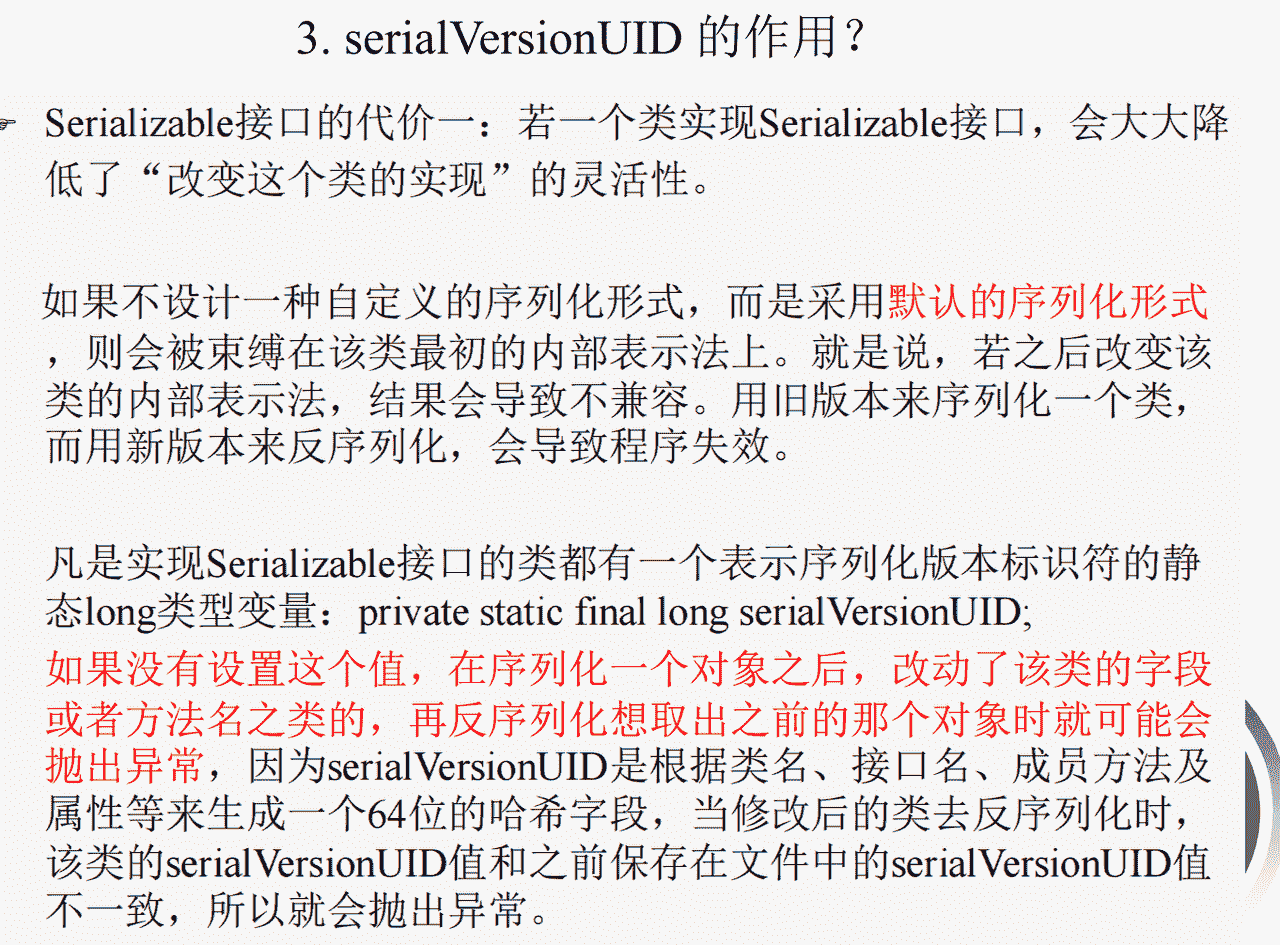 3. serialVersionUID 的作用？
Serializable接口的代价一：若一个类实现Serializable接口，会大大降
低了“改变这个类的实现”的灵活性。
如果不设计一种自定义的序列化形式，而是采用默认的序列化形式
，则会被束缚在该类最初的内部表示法上。就是说，若之后改变该
类的内部表示法，结果会导致不兼容。用旧版本来序列化一个类，
而用新版本来反序列化，会导致程序失效。
凡是实现Serializable接口的类都有一个表示序列化版本标识符的静
态long类型变量：private static final long serialVersionUID;
如果没有设置这个值，在序列化一个对象之后，改动了该类的字段
或者方法名之类的，再反序列化想取出之前的那个对象时就可能会
抛出异常，因为serialVersionUID是根据类名、接口名、成员方法及
属性等来生成一个64位的哈希字段，当修改后的类去反序列化时，
该类的serialVersionUID值和之前保存在文件中的serialVersionUID值
不一致，所以就会抛出异常。